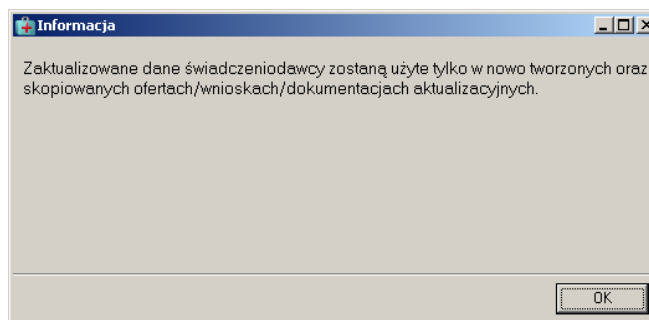 Informacja
Zaktualizowane dane świadczeniodawcy zostaną użyte tylko w nowo tworzonych oraz
skopiowanych ofertach/wnioskach/dokumentacjach aktualizacyjnych.
OK